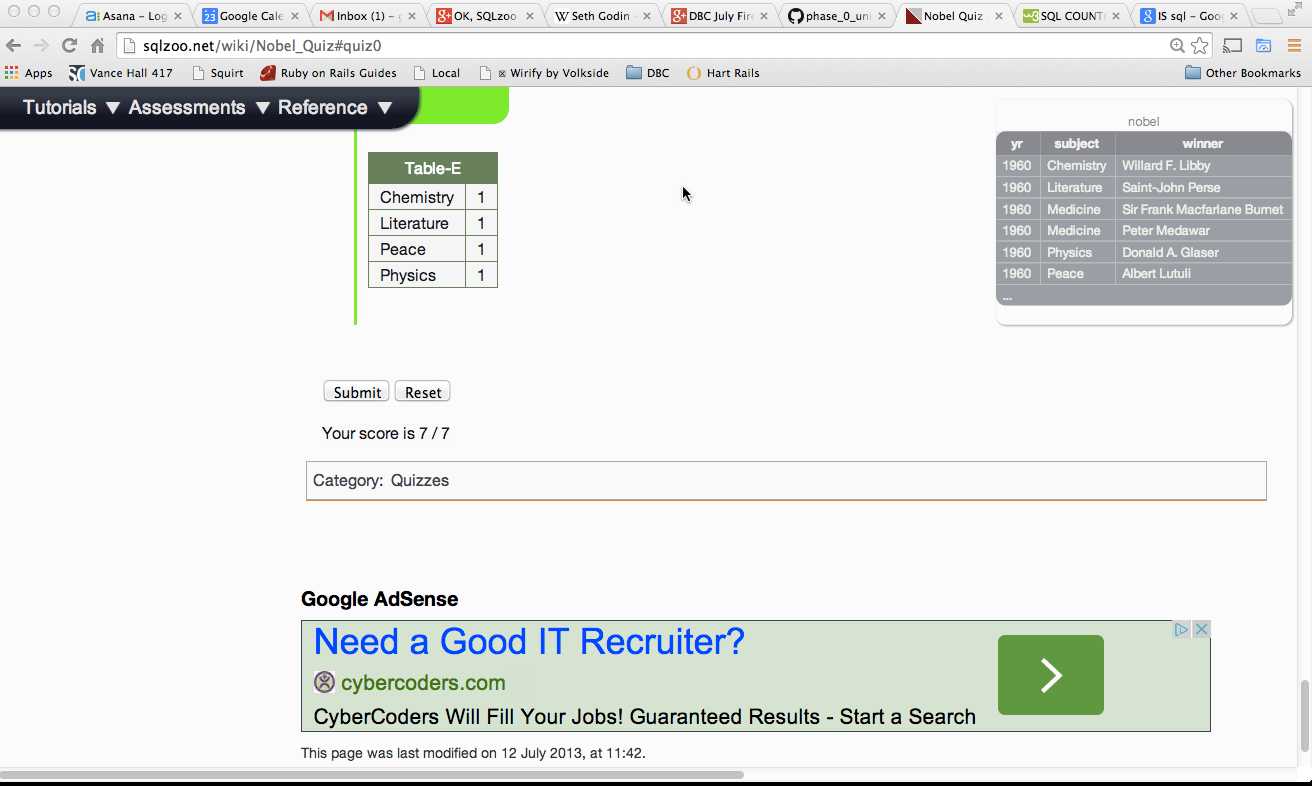 Asana – Log
Google Cale
Inbox (1) –
OK, SQLzoo
Seth Godin –
DBC July Fire
phase_0_uni
Nobel Quiz
SQL COUNT
IS sql – Goo
sqlzoo.net/wiki/Nobel_Quiz#quiz0
Apps Vance Hall 417 Squirt Ruby on Rails Guides Local Wirify by Volkside DBC Hart Rails Other Bookmarks
Tutorials ▼ Assessments ▼ Reference ▼
nobel
yr subject winner
1960 Chemistry Willard F. Libby
1960 Literature Saint-John Perse
1960 Medicine Sir Frank Macfarlane Burnet
1960 Medicine Peter Medawar
1960 Physics Donald A. Glaser
1960 Peace Albert Lutuli
...
Table-E
Chemistry 1
Literature 1
Peace 1
Physics 1
Submit Reset
Your score is 7 / 7
Category: Quizzes
Google AdSense
Need a Good IT Recruiter?
cybercoders.com
CyberCoders Will Fill Your Jobs! Guaranteed Results - Start a Search
This page was last modified on 12 July 2013, at 11:42.